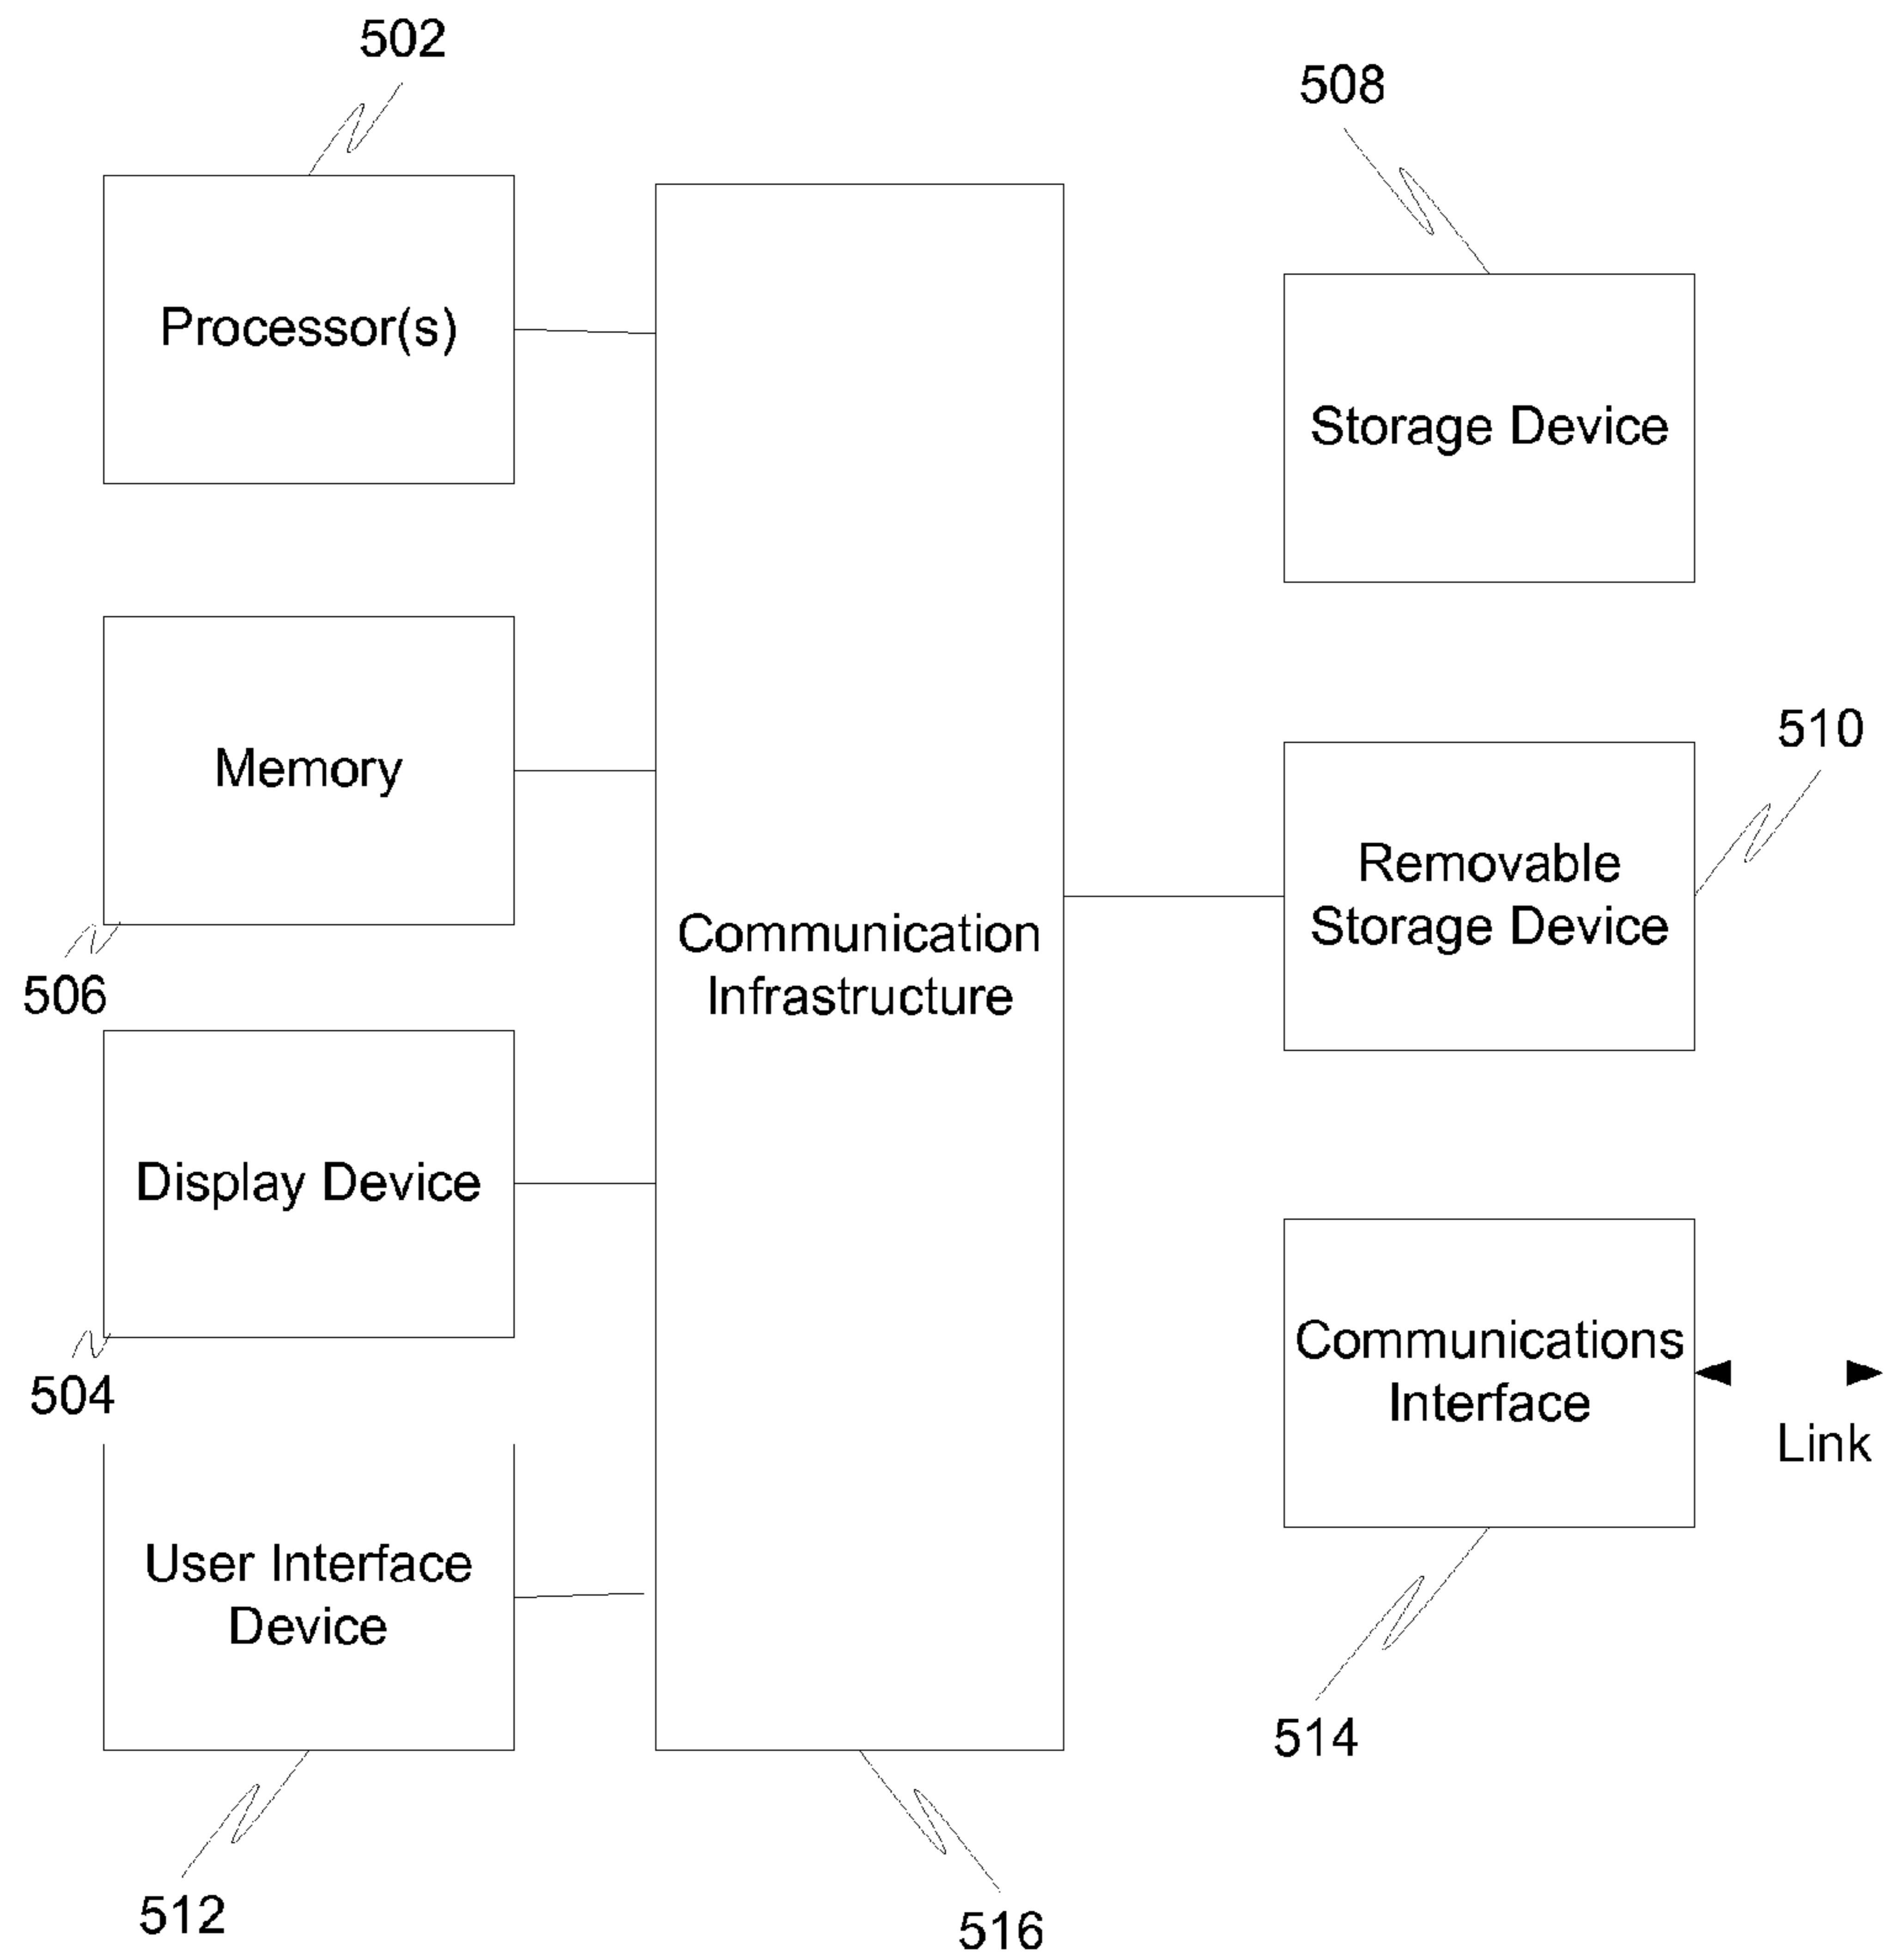 502
508
Processor(s)
Storage Device
510
Memory
Removable
Storage Device
506
Communication
Infrastructure
Display Device
504
Communications
Interface
Link
User Interface
Device
514
512
516